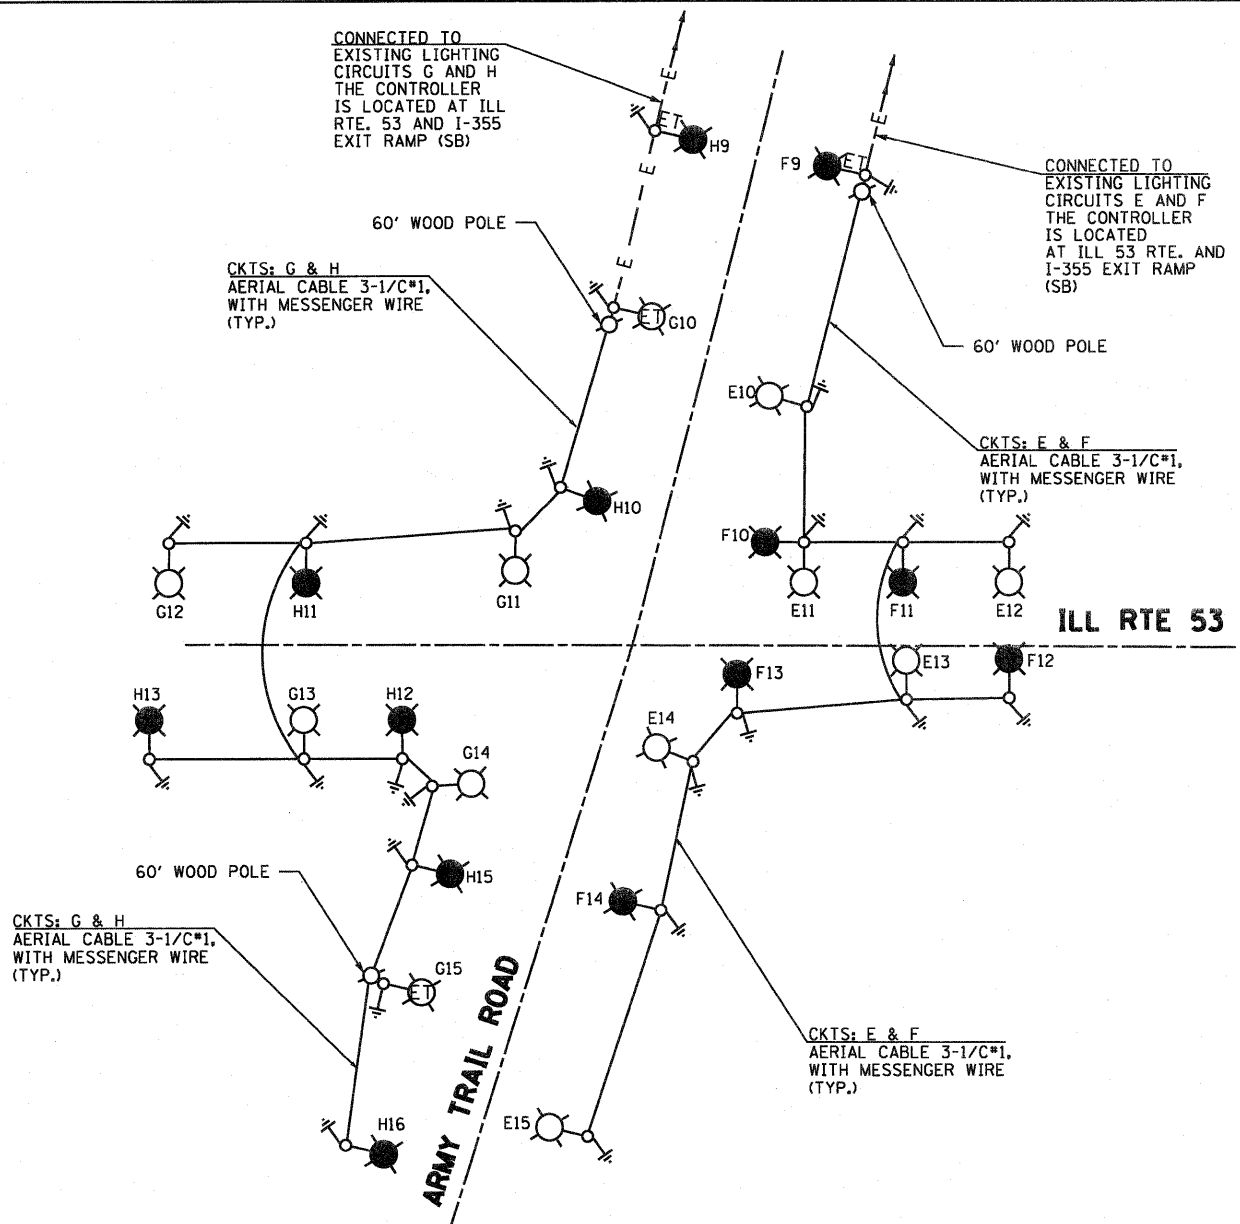 CONNECTED TO
EXISTING LIGHTING
CIRCUITS G AND H
THE CONTROLLER
IS LOCATED AT ILL
RTE. 53 AND I-355
EXIT RAMP (SB)
E
ET
H9
E
F9
ET
E
CONNECTED TO
EXISTING LIGHTING
CIRCUITS E AND F
THE CONTROLLER
IS LOCATED
AT ILL 53 RTE. AND
I-355 EXIT RAMP
(SB)
60' WOOD POLE
E
CKTS: G & H
AERIAL CABLE 3-1/C#1,
WITH MESSENGER WIRE
(TYP.)
ET
G10
60' WOOD POLE
E10
CKTS: E & F
AERIAL CABLE 3-1/C#1,
WITH MESSENGER WIRE
(TYP.)
H10
F10
G12
H11
G11
E11
F11
E12
ILL RTE 53
H13
G13
H12
F13
E13
F12
G14
E14
60' WOOD POLE
H15
F14
CKTS: G & H
AERIAL CABLE 3-1/C#1,
WITH MESSENGER WIRE
(TYP.)
G15
ET
ARMY TRAIL ROAD
CKTS: E & F
AERIAL CABLE 3-1/C#1,
WITH MESSENGER WIRE
(TYP.)
H16
E15